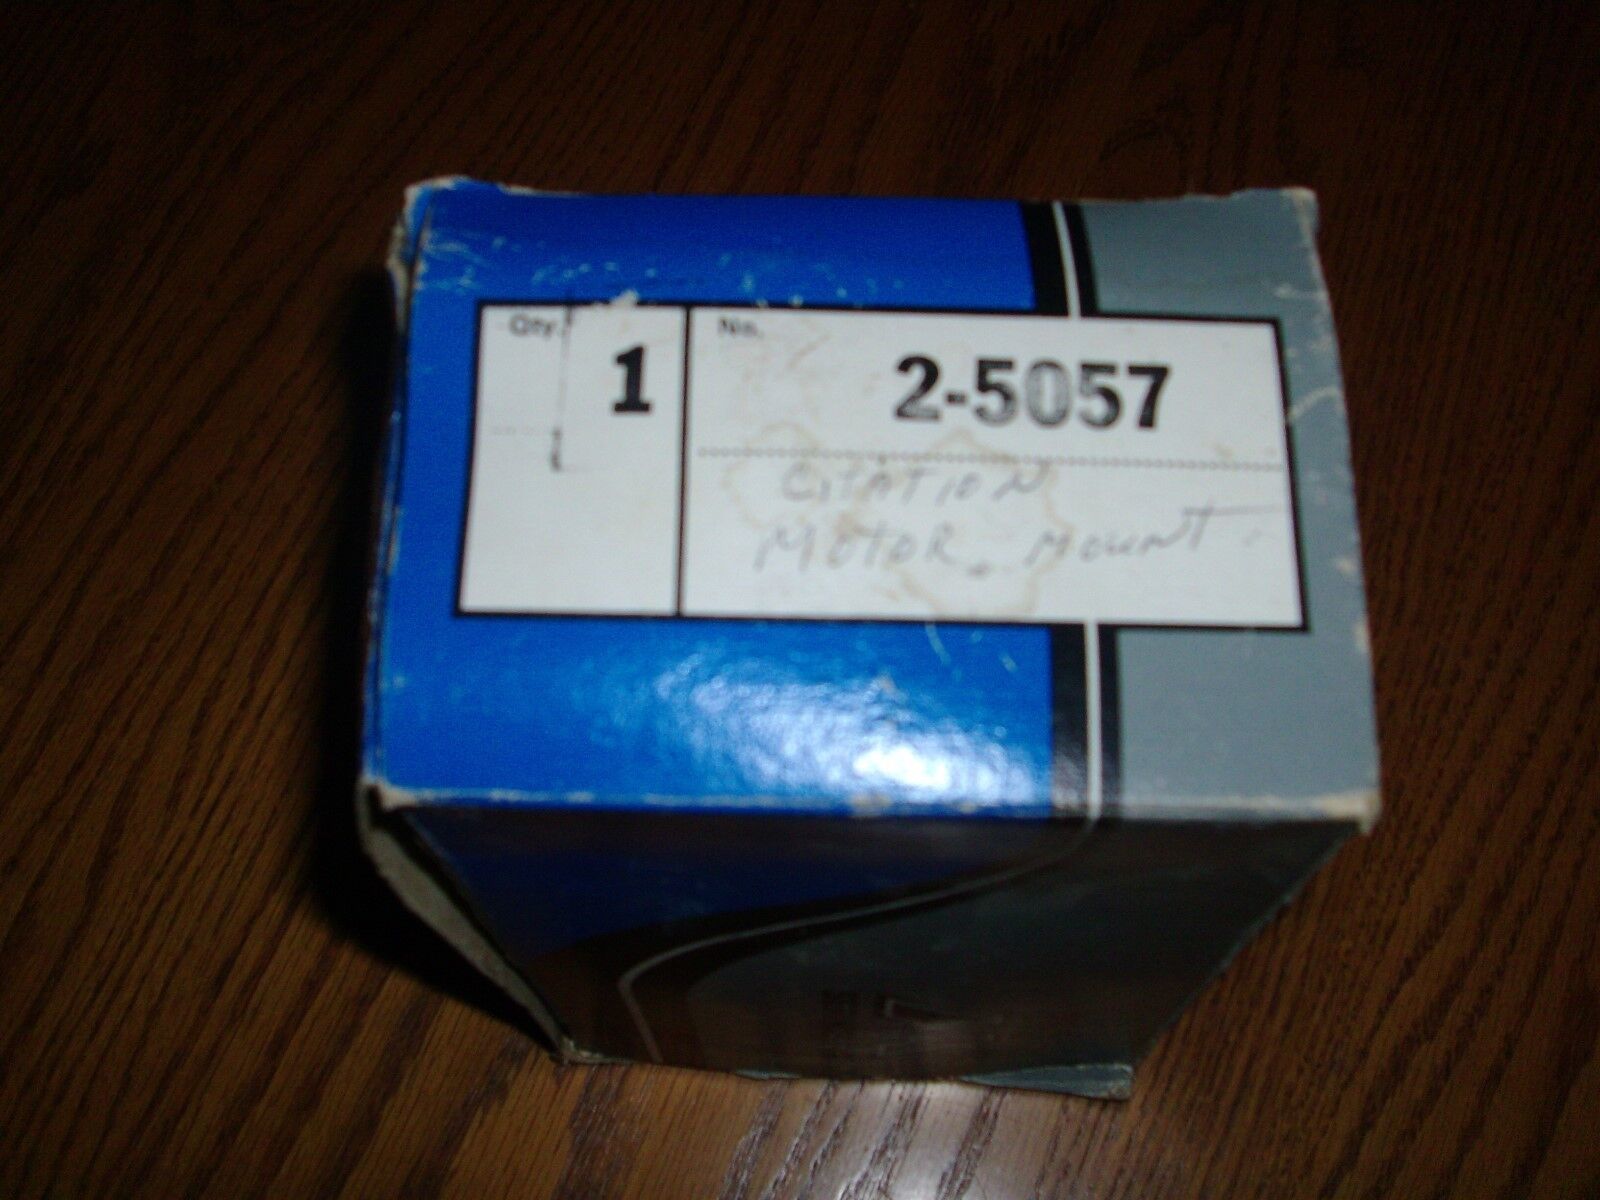 Qty.
1
No.
2-5057
CITATION
MOTOR. MOUNT